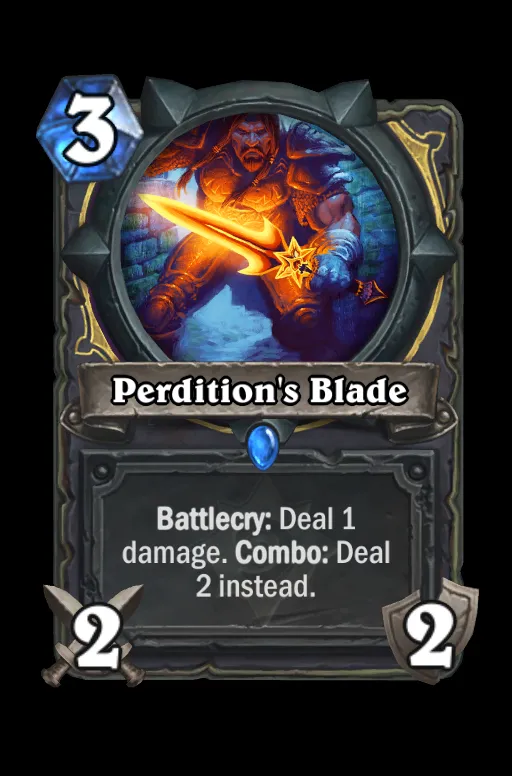 3
Perdition's Blade
Battlecry: Deal 1
damage. Combo: Deal
2 instead.
2
2